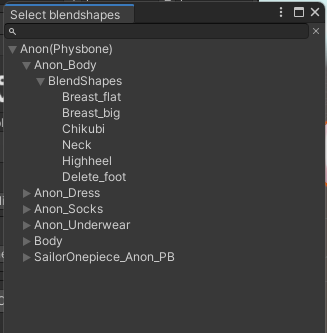 Select blendshapes
Anon(Physbone)
Anon_Body
BlendShapes
Breast_flat
Breast_big
Chikubi
Neck
Highheel
Delete_foot
Anon_Dress
Anon_Socks
Anon_Underwear
Body
SailorOnepiece_Anon_PB